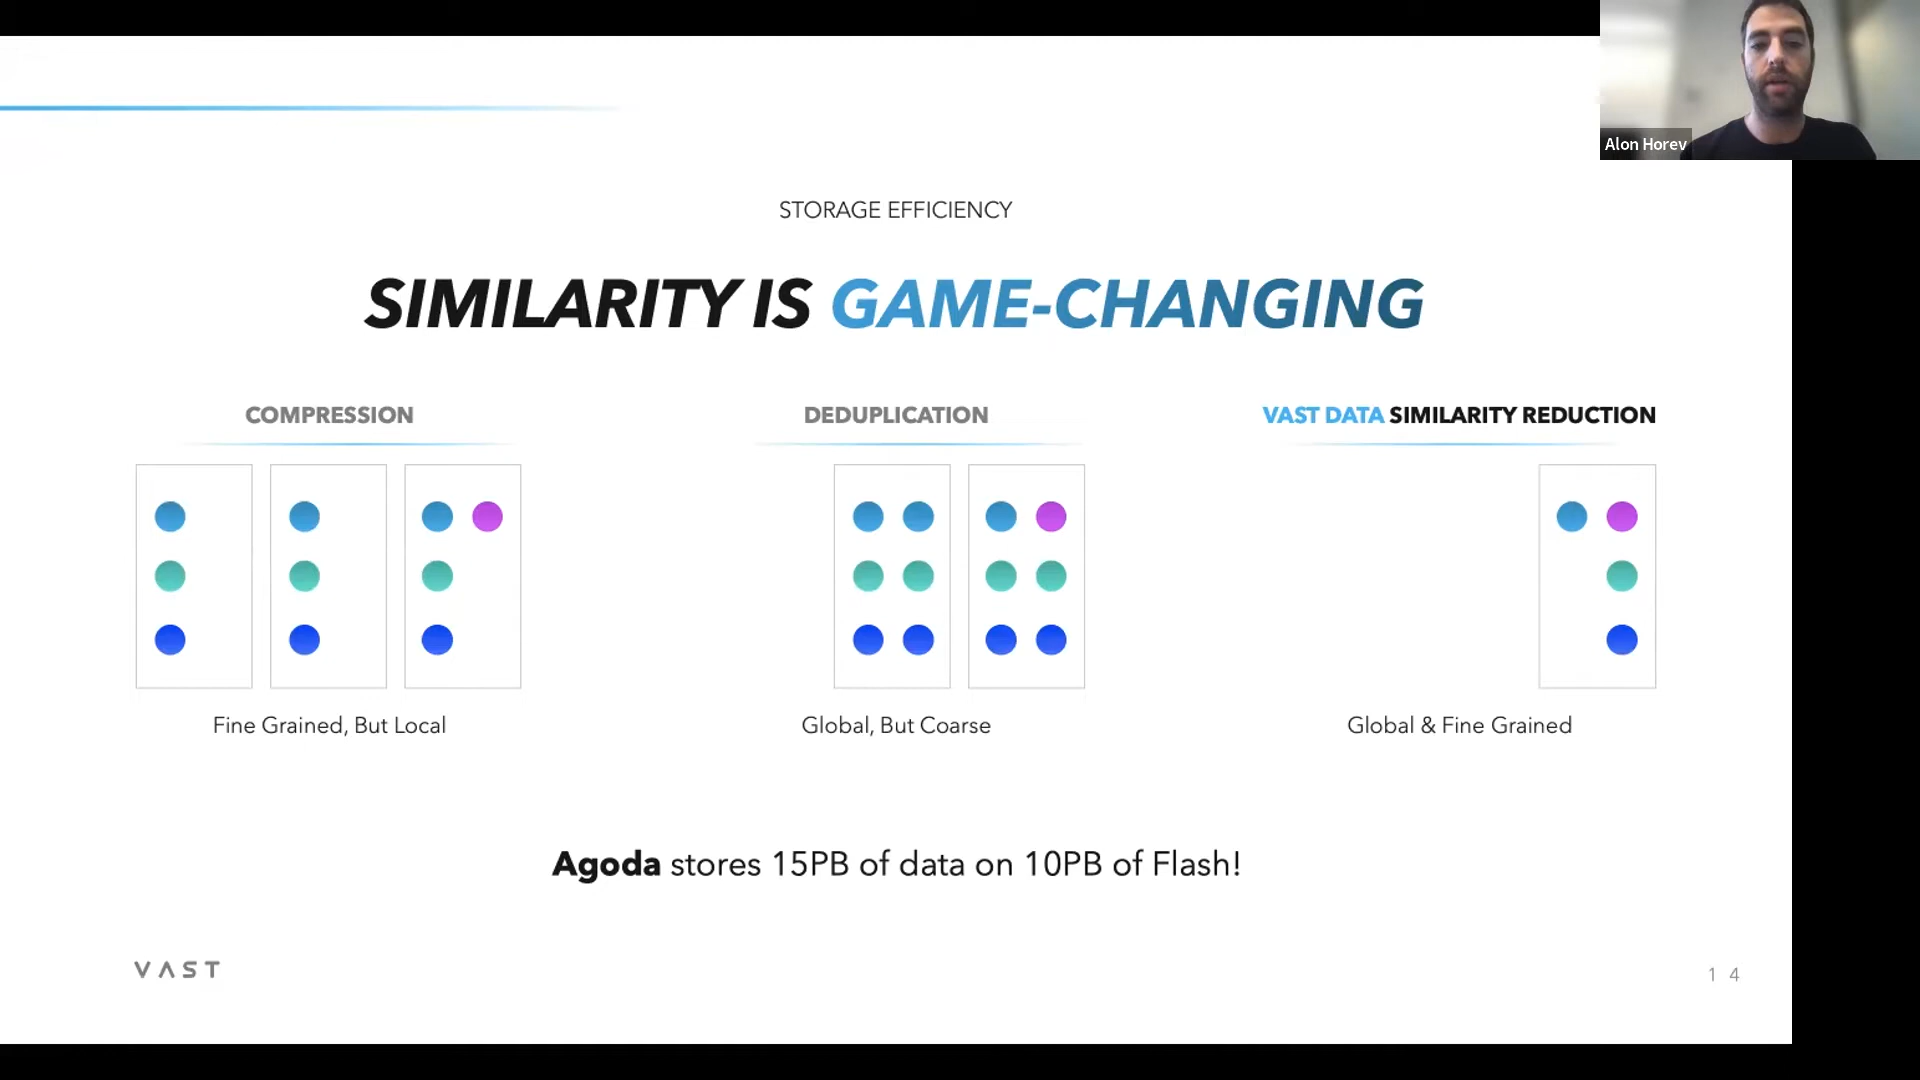 Alon Horev
STORAGE EFFICIENCY
SIMILARITY IS GAME-CHANGING
COMPRESSION
DEDUPLICATION
VAST DATA SIMILARITY REDUCTION
Fine Grained, But Local
Global, But Coarse
Global & Fine Grained
Agoda stores 15PB of data on 10PB of Flash!
VAST
14